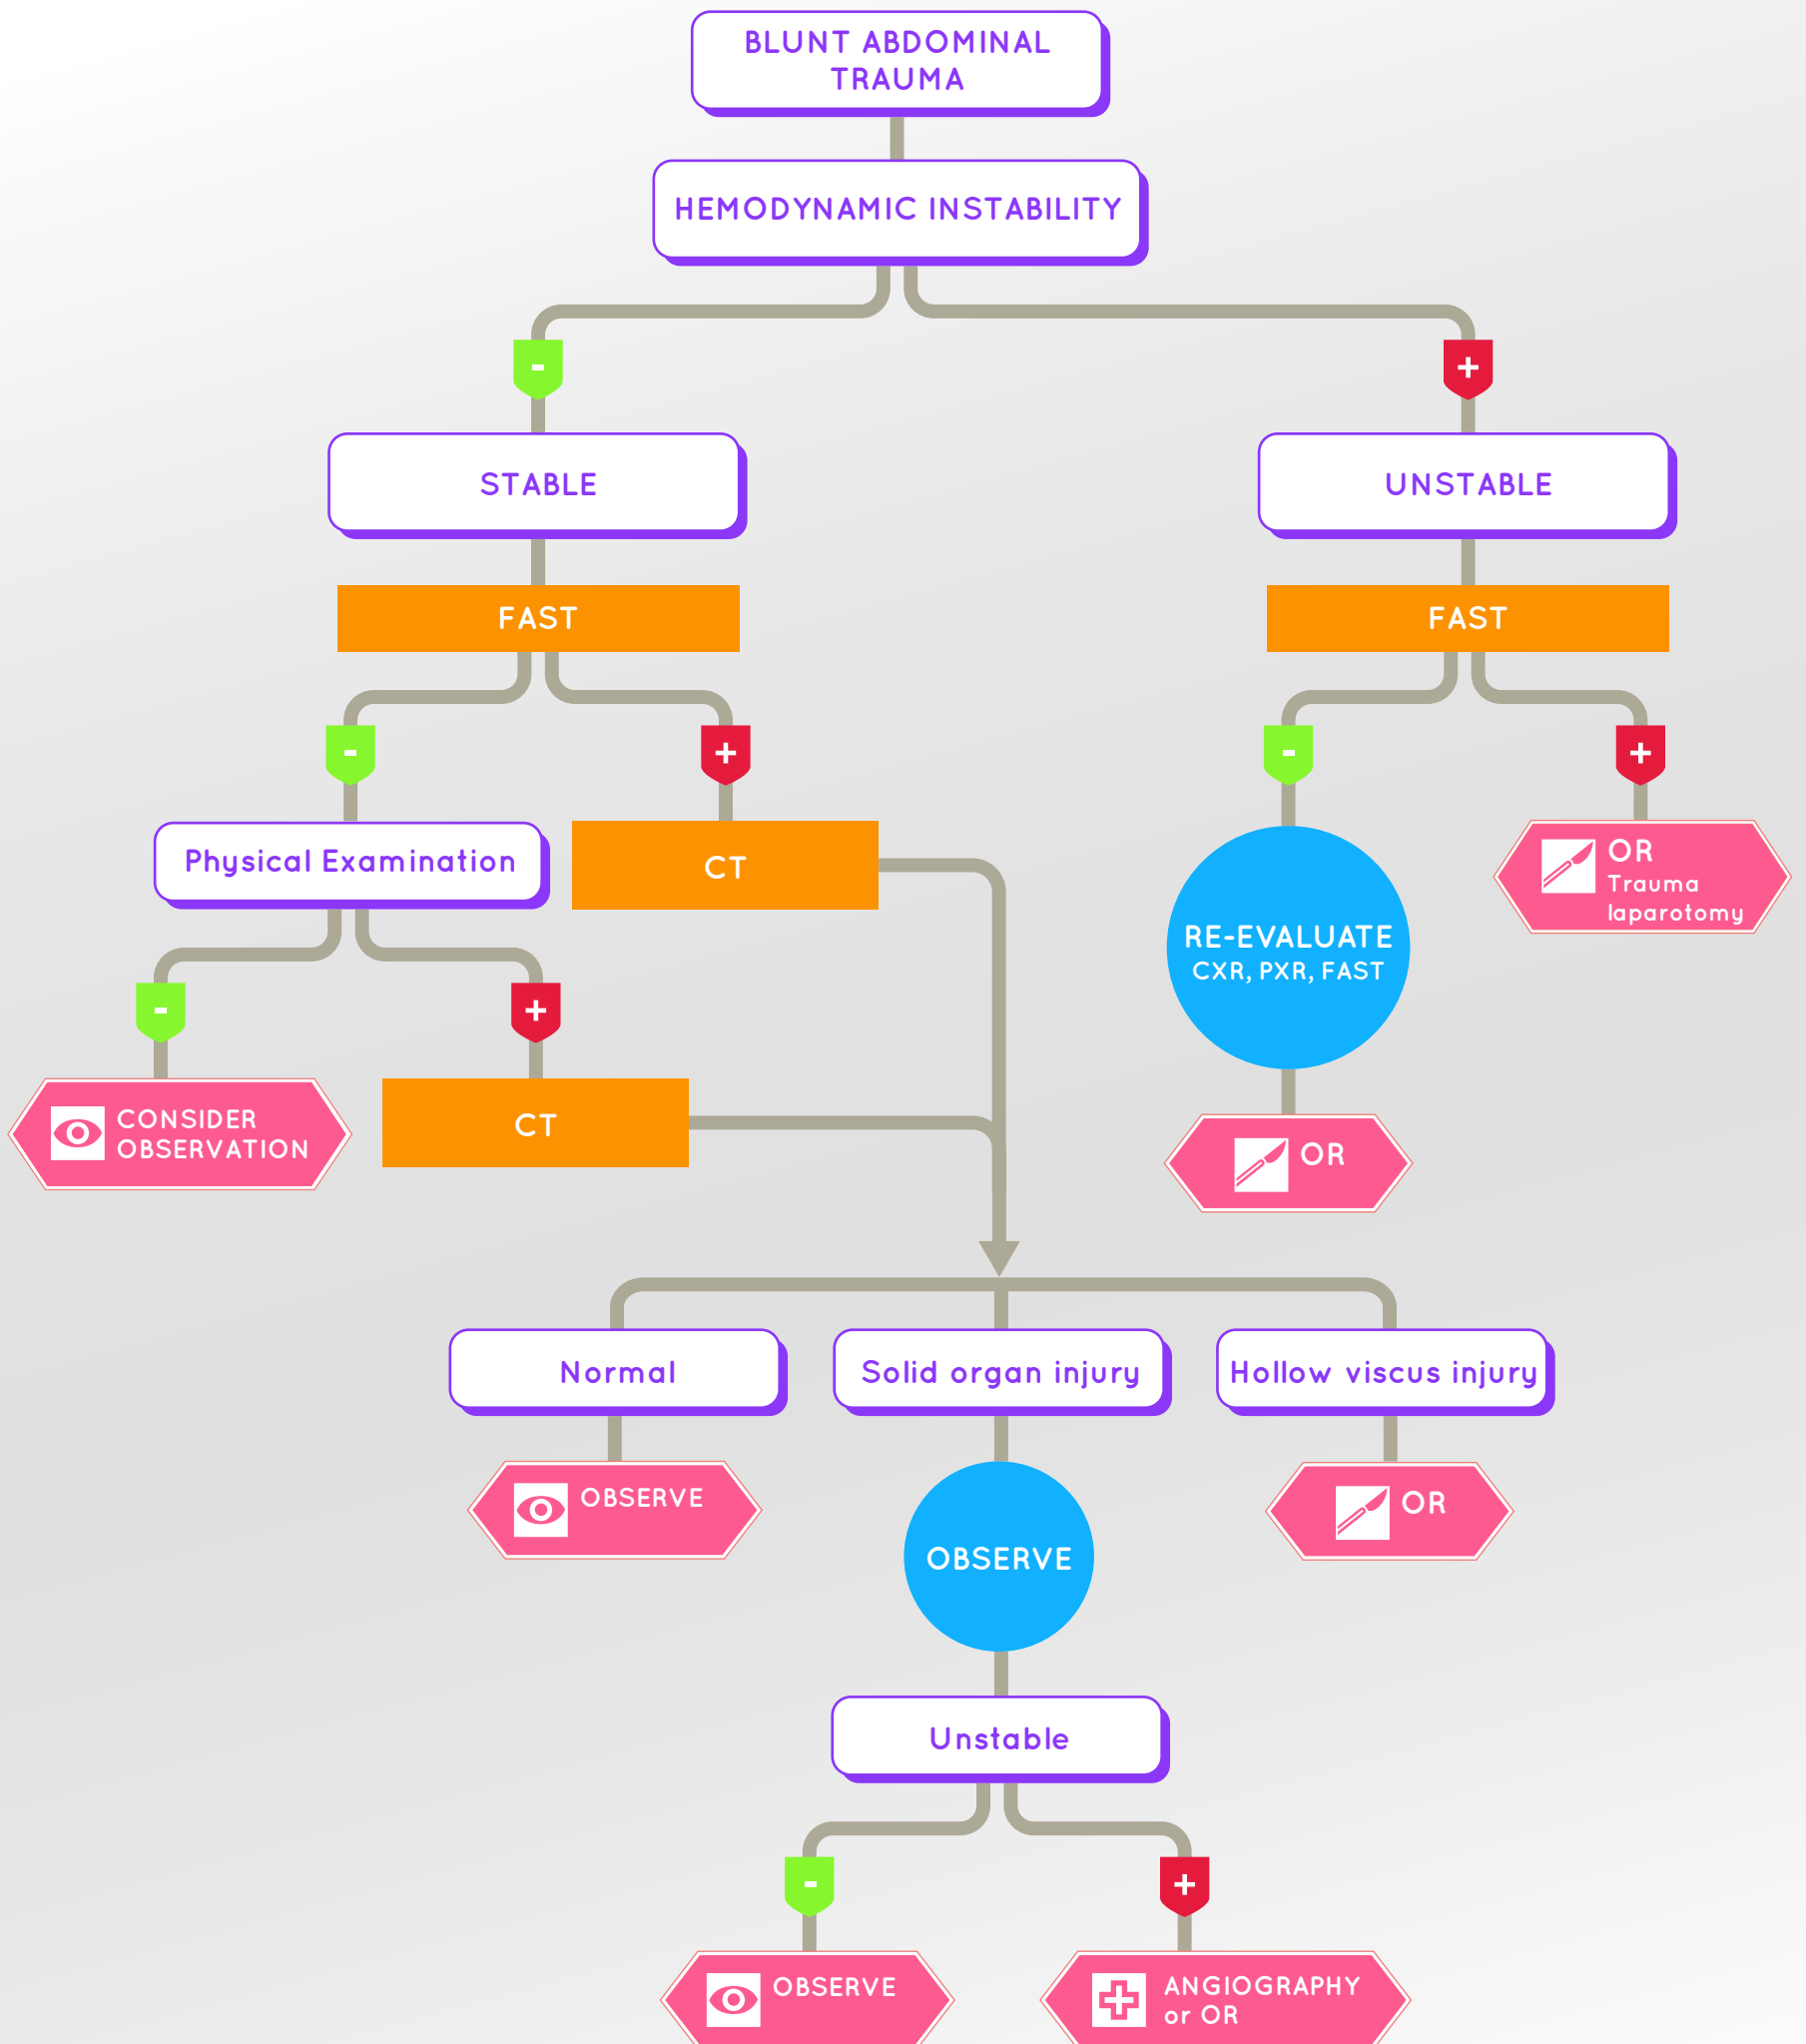 BLUNT ABDOMINAL
TRAUMA
HEMODYNAMIC INSTABILITY
-
+
STABLE
UNSTABLE
FAST
FAST
-
+
-
+
Physical Examination
CT
RE-EVALUATE
CXR, PXR, FAST
OR
Trauma
laparotomy
-
+
CONSIDER
OBSERVATION
CT
OR
Normal
Solid organ injury
Hollow viscus injury
OBSERVE
OBSERVE
OR
Unstable
-
+
OBSERVE
ANGIOGRAPHY
or OR